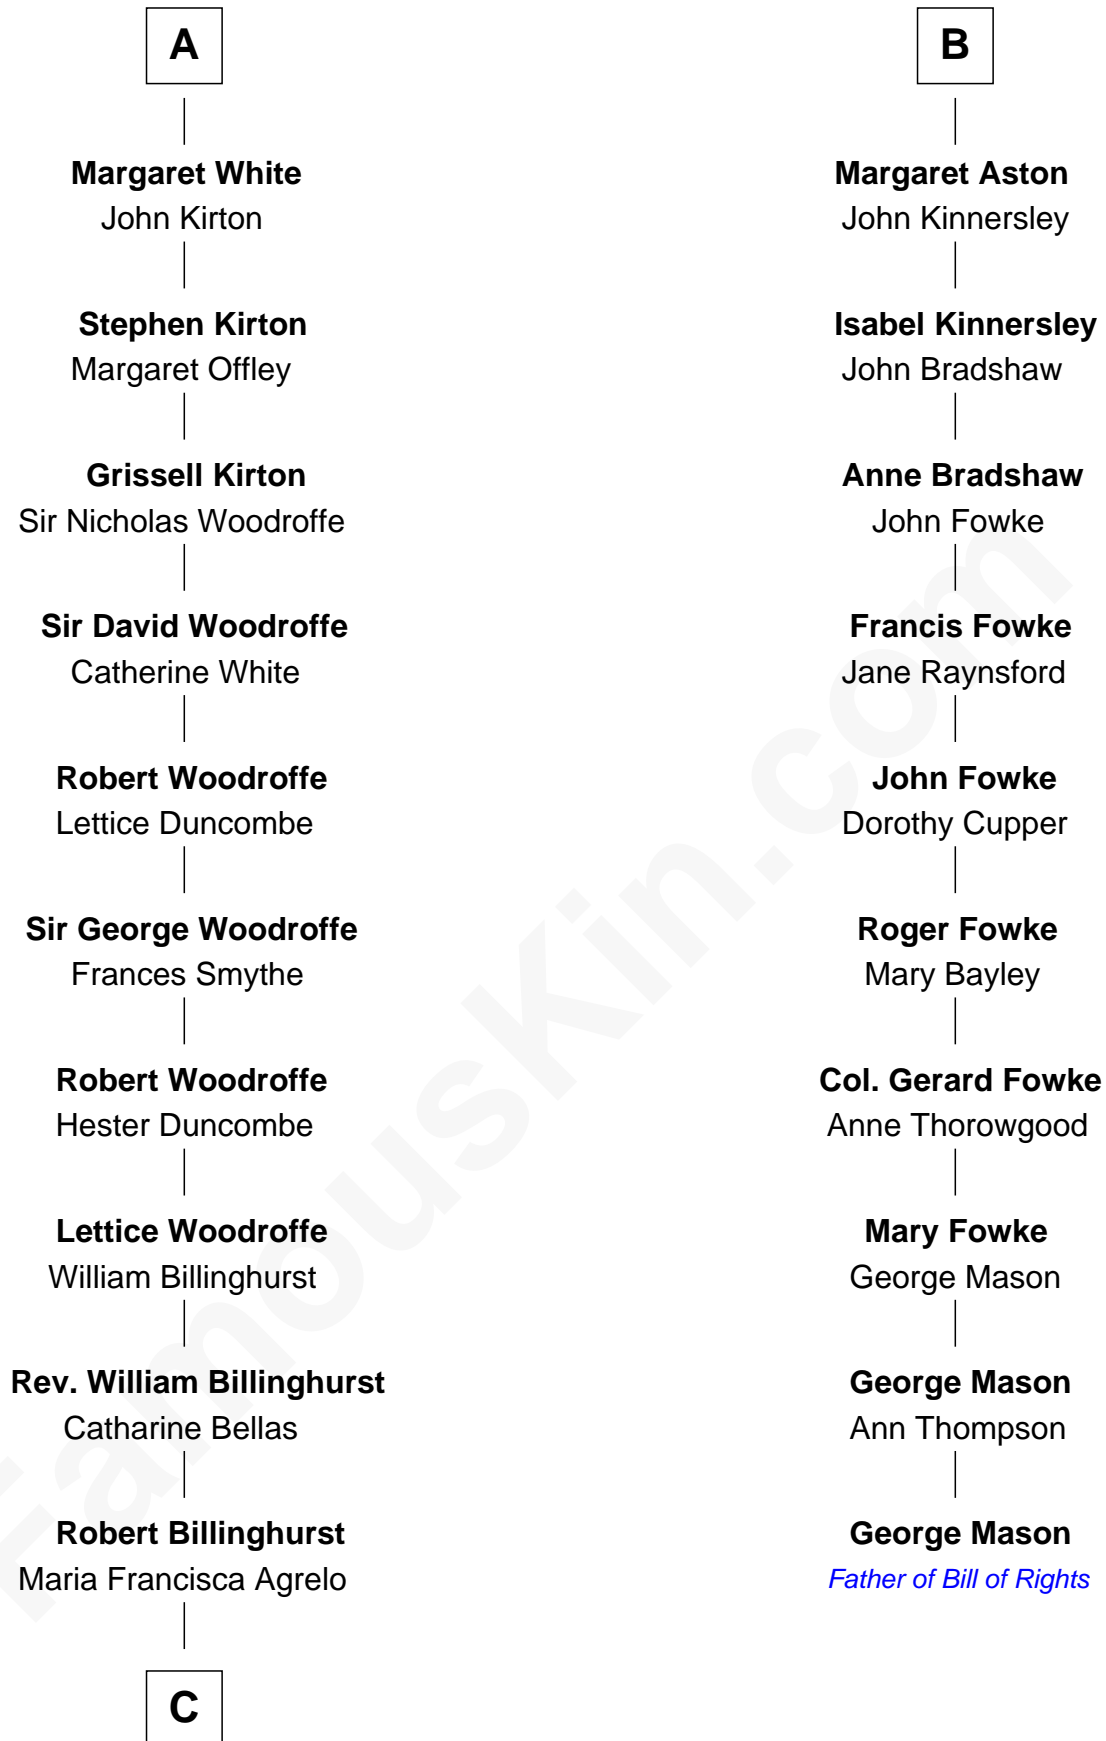 A
Margaret White
John Kirton
Stephen Kirton
Margaret Offley
Grissell Kirton
Sir Nicholas Woodroffe
Sir David Woodroffe
Catherine White
Robert Woodroffe
Lettice Duncombe
Sir George Woodroffe
Frances Smythe
Robert Woodroffe
Hester Duncombe
Lettice Woodroffe
William Billinghurst
Rev. William Billinghurst
Catharine Bellas
Robert Billinghurst
Maria Francisca Agrelo
C
B
Margaret Aston
John Kinnersley
Isabel Kinnersley
John Bradshaw
Anne Bradshaw
John Fowke
Francis Fowke
Jane Raynsford
John Fowke
Dorothy Cupper
Roger Fowke
Mary Bayley
Col. Gerard Fowke
Anne Thorowgood
Mary Fowke
George Mason
George Mason
Ann Thompson
George Mason
Father of Bill of Rights
FamousKin.com